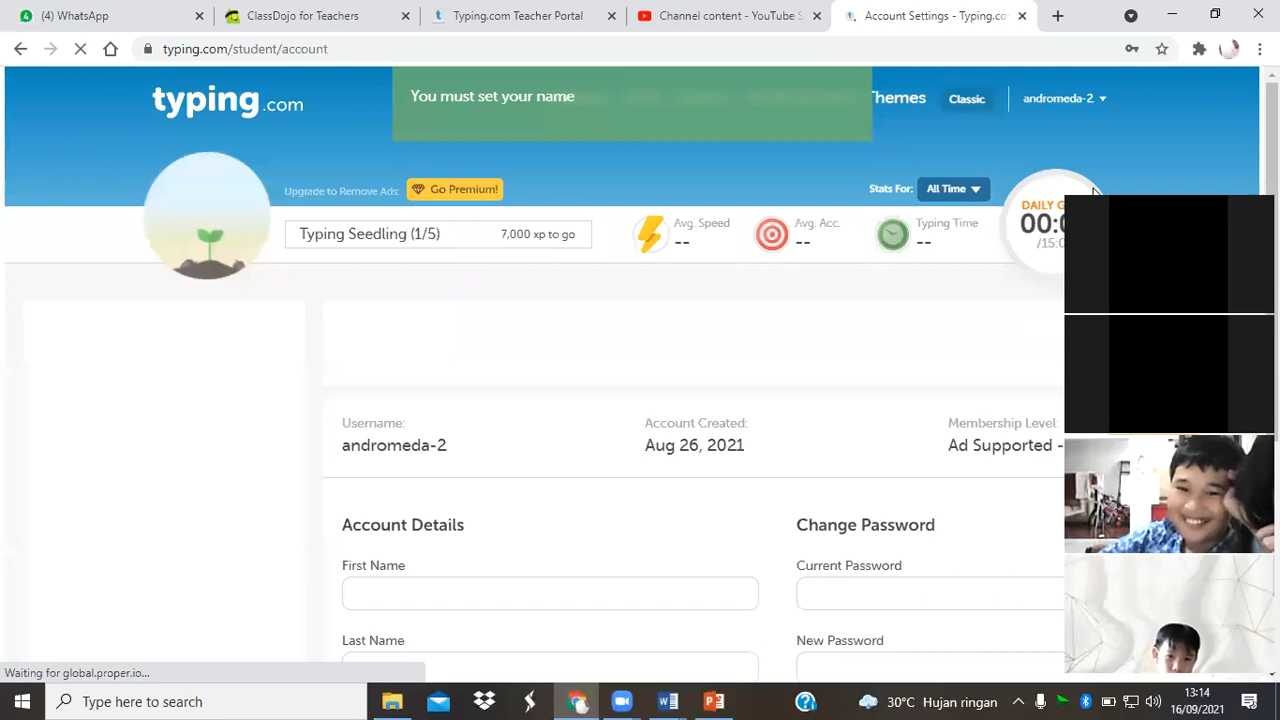 (4) WhatsApp
ClassDojo for Teachers
Typing.com Teacher Portal
Channel content - YouTube S
Account Settings - Typing.co
typing.com/student/account
typing.com
You must set your name
Themes
Classic
andromeda-2
Upgrade to Remove Ads:
Go Premium!
Stats For:
All Time
Typing Seedling (1/5)
7,000 xp to go
Avg. Speed
--
Avg. Acc.
--
Typing Time
--
DAILY G
00:0
/15:0
Username:
andromeda-2
Account Created:
Aug 26, 2021
Membership Level:
Ad Supported -
Account Details
Change Password
First Name
Current Password
Last Name
New Password
Waiting for global.proper.io...
Type here to search
30°C Hujan ringan
13:14
16/09/2021